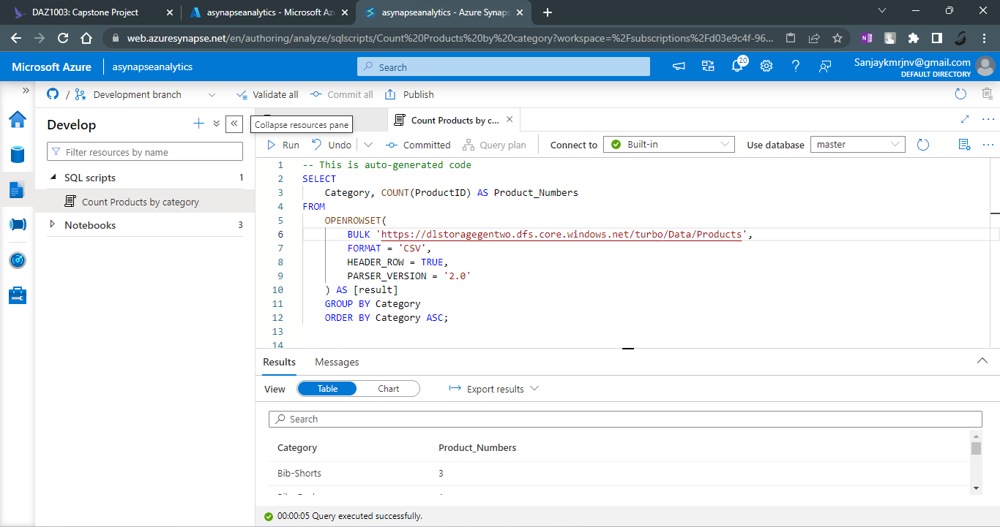 DAZ1003: Capstone Project
asynapseanalytics - Microsoft Az
asynapseanalytics - Azure Synaps
web.azuresynapse.net/en/authoring/analyze/sqlscripts/Count%20Products%20by%20category?workspace=%2Fsubscriptions%2Fd03e9c4f-96...
Microsoft Azure
asynapseanalytics
Search
20
Sanjaykmrjnv@gmail.com
DEFAULT DIRECTORY
/ Development branch
Validate all
Commit all
Publish
Develop
Collapse resources pane
Count Products by c...
Filter resources by name
SQL scripts 1
Count Products by category
Notebooks 3
Run
Undo
Committed
Query plan
Connect to
Built-in
Use database
master
1 -- This is auto-generated code
2 SELECT
3 Category, COUNT(ProductID) AS Product_Numbers
4 FROM
5 OPENROWSET(
6 BULK 'https://dlstoragegentwo.dfs.core.windows.net/turbo/Data/Products',
7 FORMAT = 'CSV',
8 HEADER_ROW = TRUE,
9 PARSER_VERSION = '2.0'
10 ) AS [result]
11 GROUP BY Category
12 ORDER BY Category ASC;
13
14
Results
Messages
View
Table
Chart
Export results
Search
Category Product_Numbers
Bib-Shorts 3
00:00:05 Query executed successfully.